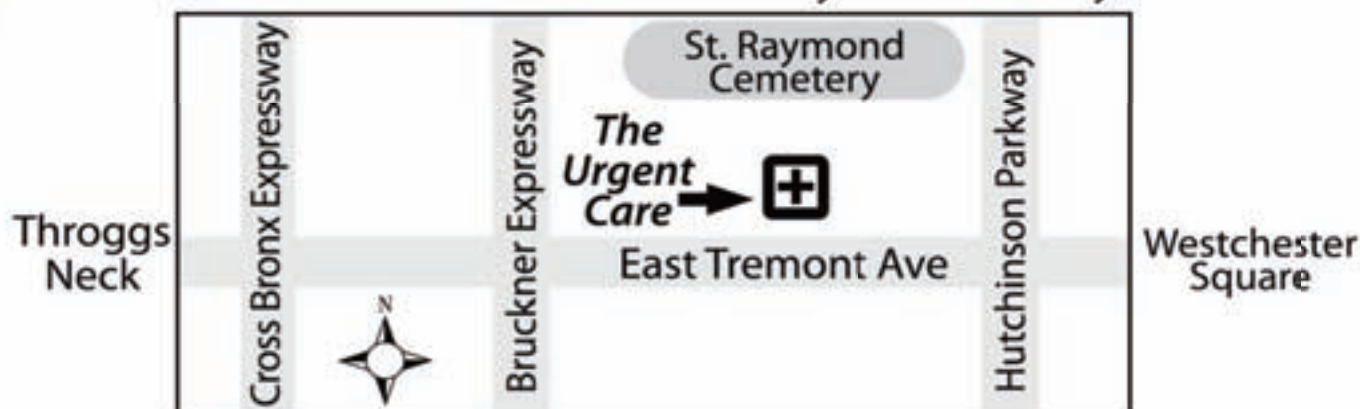 St. Raymond
Cemetery
Cross Bronx Expressway
Bruckner Expressway
Hutchinson Parkway
The
Urgent
Care
Throggs
Neck
East Tremont Ave
Westchester
Square
N